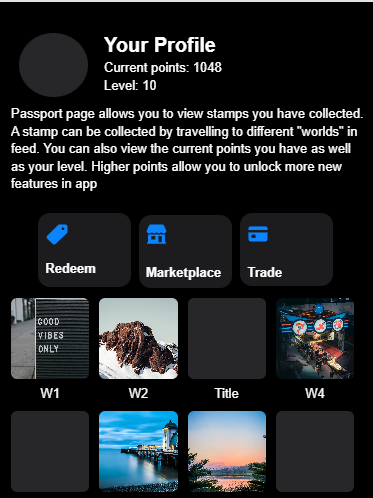 Your Profile
Current points: 1048
Level: 10
Passport page allows you to view stamps you have collected.
A stamp can be collected by travelling to different "worlds" in
feed. You can also view the current points you have as well
as your level. Higher points allow you to unlock more new
features in app
Redeem
Marketplace
Trade
GOOD
VIBES
ONLY
W1
W2
Title
W4